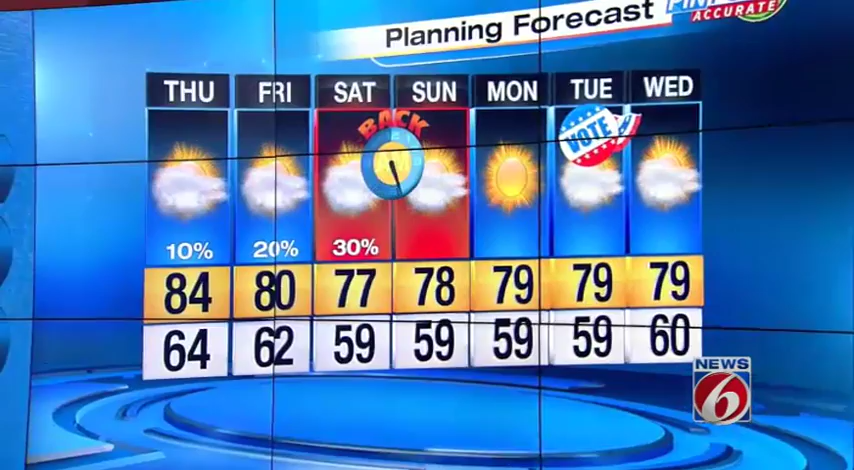 Planning Forecast
ACCURATE
THU FRI SAT SUN MON TUE WED
BACK
VOTE
10% 20% 30%
84 80 77 78 79 79 79
64 62 59 59 59 59 60
NEWS
6